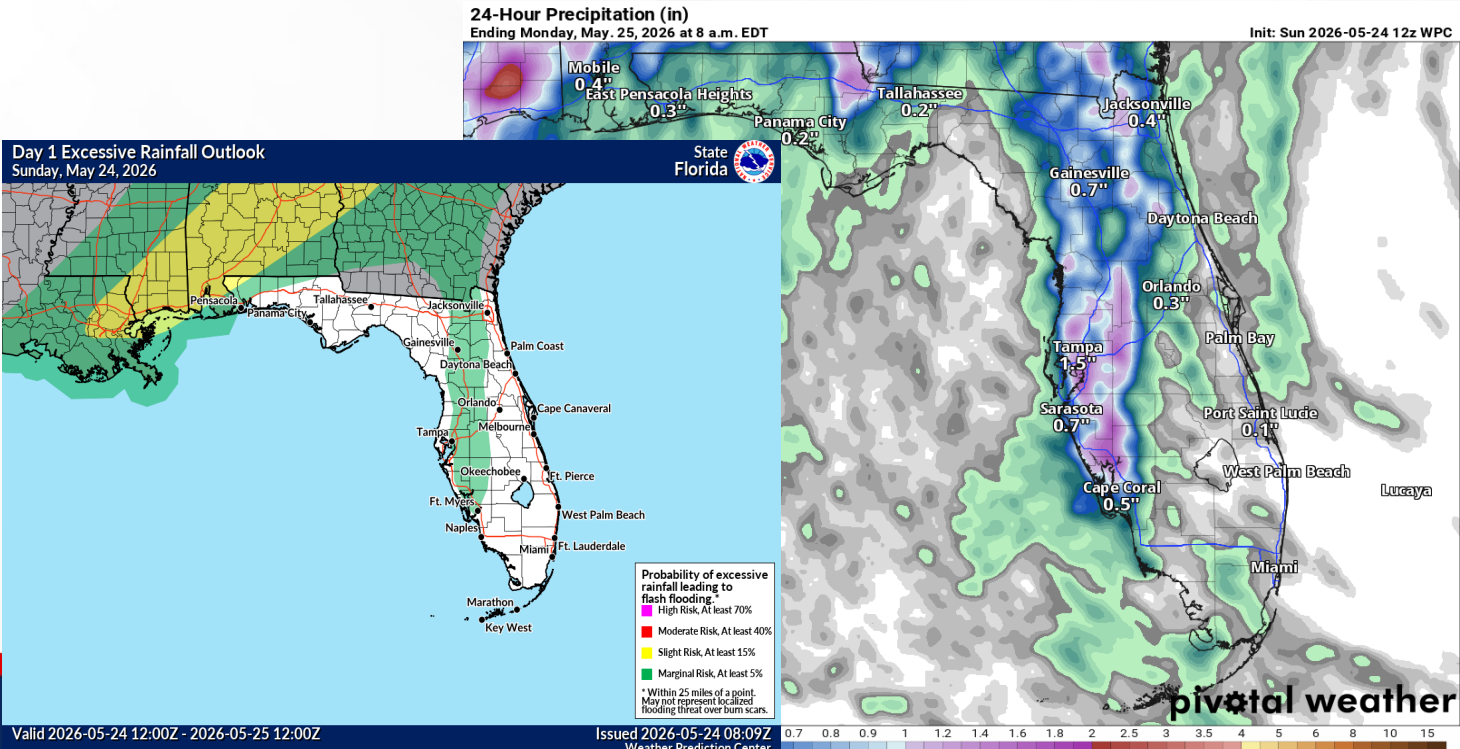 24-Hour Precipitation (in)
Ending Monday, May. 25, 2026 at 8 a.m. EDT
Init: Sun 2026-05-24 12z WPC
Mobile
0.4"
East Pensacola Heights
0.3"
Tallahassee
0.2"
Jacksonville
0.4"
Panama City
0.2"
Gainesville
0.7"
Daytona Beach
Orlando
0.3"
Palm Bay
Tampa
1.5"
Sarasota
0.7"
Port Saint Lucie
0.1"
West Palm Beach
Cape Coral
0.5"
Lucaya
Miami
pivotal weather
0.7 0.8 0.9 1 1.2 1.4 1.6 1.8 2 2.5 3 3.5 4 5 6 8 10 15
Day 1 Excessive Rainfall Outlook
Sunday, May 24, 2026
State
Florida
Pensacola
Panama City
Tallahassee
Jacksonville
Gainesville
Palm Coast
Daytona Beach
Orlando
Cape Canaveral
Tampa
Melbourne
Okeechobee
Ft. Pierce
Ft. Myers
West Palm Beach
Naples
Miami
Ft. Lauderdale
Marathon
Key West
Probability of excessive
rainfall leading to
flash flooding.*
High Risk, At least 70%
Moderate Risk, At least 40%
Slight Risk, At least 15%
Marginal Risk, At least 5%
* Within 25 miles of a point.
May not represent localized
flooding threat over burn scars.
Valid 2026-05-24 12:00Z - 2026-05-25 12:00Z
Issued 2026-05-24 08:09Z
Weather Prediction Center